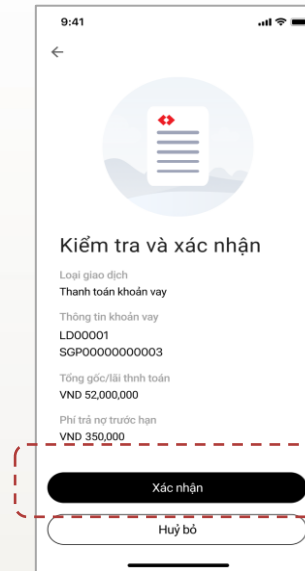 9:41
Kiểm tra và xác nhận
Loại giao dịch
Thanh toán khoản vay
Thông tin khoản vay
LD00001
SGP00000000003
Tổng gốc/lãi thnh toán
VND 52,000,000
Phí trả nợ trước hạn
VND 350,000
Xác nhận
Huỷ bỏ